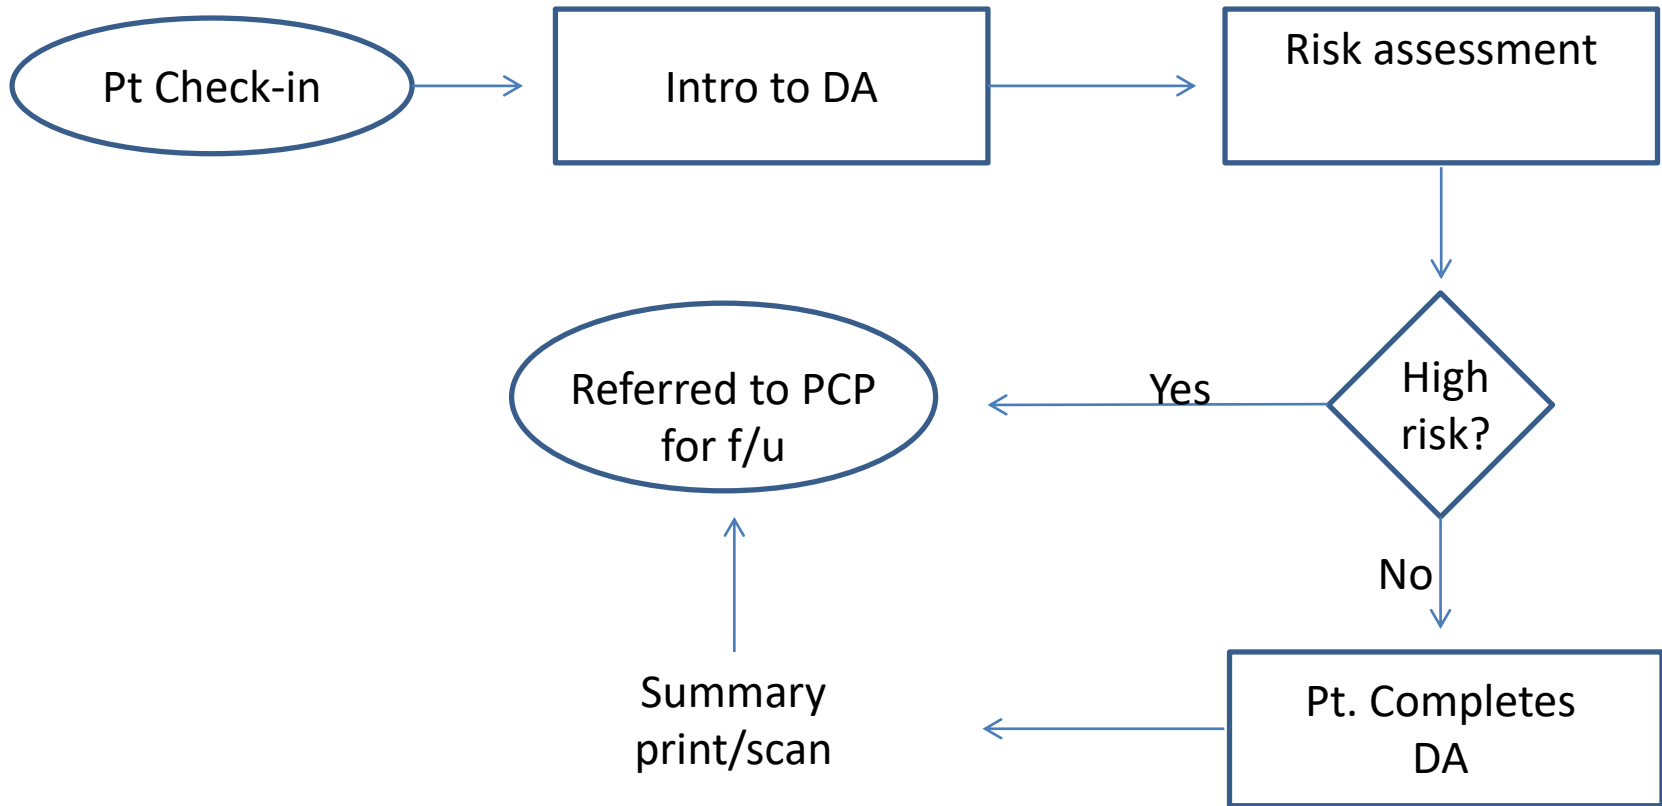 Pt Check-in
Intro to DA
Risk assessment
High
risk?
Yes
Referred to PCP
for f/u
No
Pt. Completes
DA
Summary
print/scan